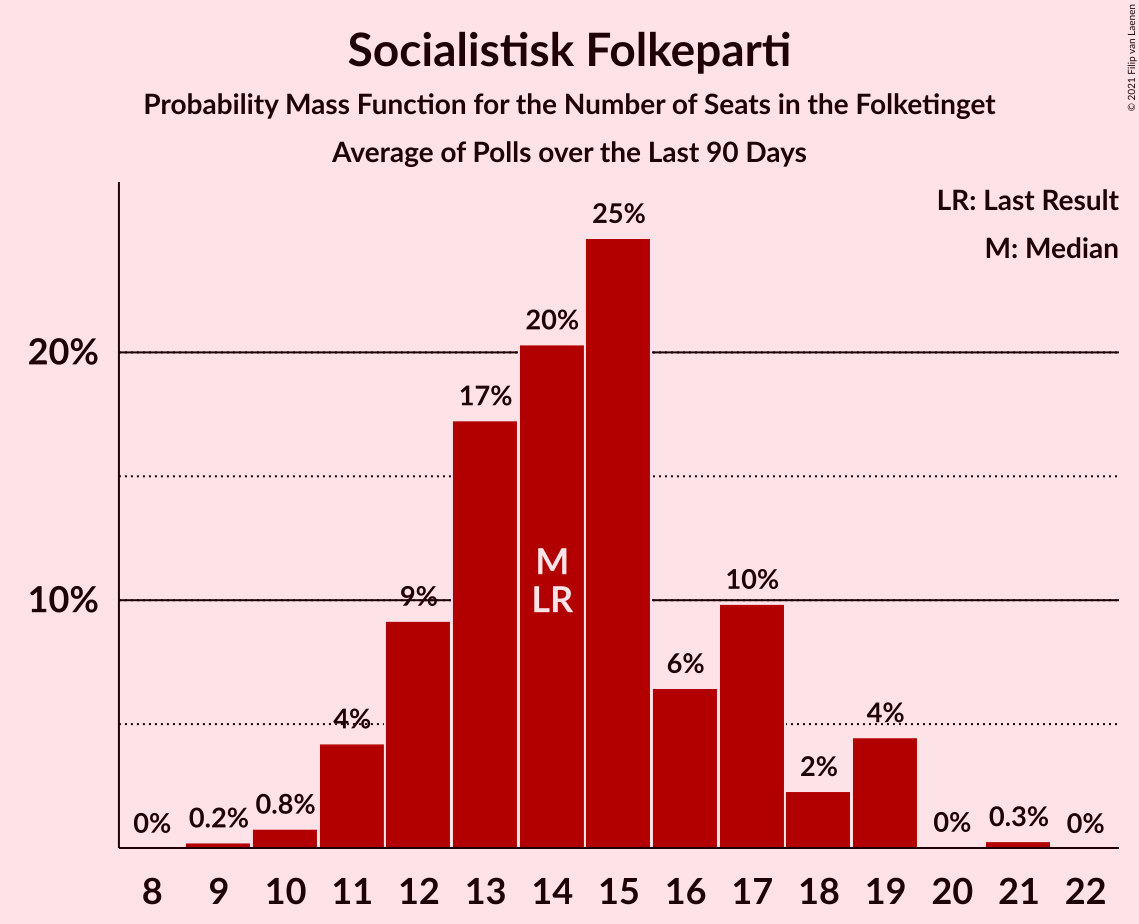 Socialistisk Folkeparti
Probability Mass Function for the Number of Seats in the Folketinget
Average of Polls over the Last 90 Days
© 2021 Filip van Laenen
LR: Last Result
M: Median
25%
20%
20%
17%
M
LR
10%
10%
9%
6%
4%
4%
2%
0%
0.2%
0.8%
0%
0.3%
0%
8 9 10 11 12 13 14 15 16 17 18 19 20 21 22